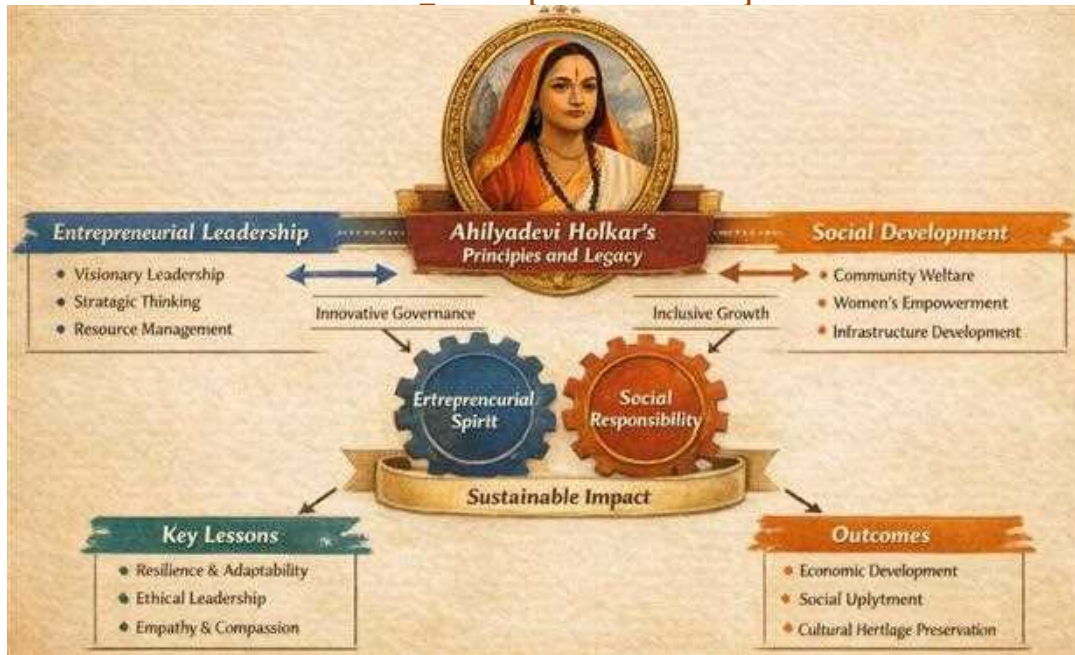 Ahilyadevi Holkar's
Principles and Legacy
Entrepreneurial Leadership
• Visionary Leadership
• Stratagic Thinking
• Resource Management
Social Development
• Community Weltare
• Women's Empowerment
• Infrastructure Development
Innovative Governance
Inclusive Growth
Ertreprencurial
Spirit
Social
Responsibility
Sustainable Impact
Key Lessons
• Resilience & Adaptability
• Ethical Leadership
• Empathy & Compassion
Outcomes
• Economic Development
• Social Uplytment
• Cultural Hertlage Preservation